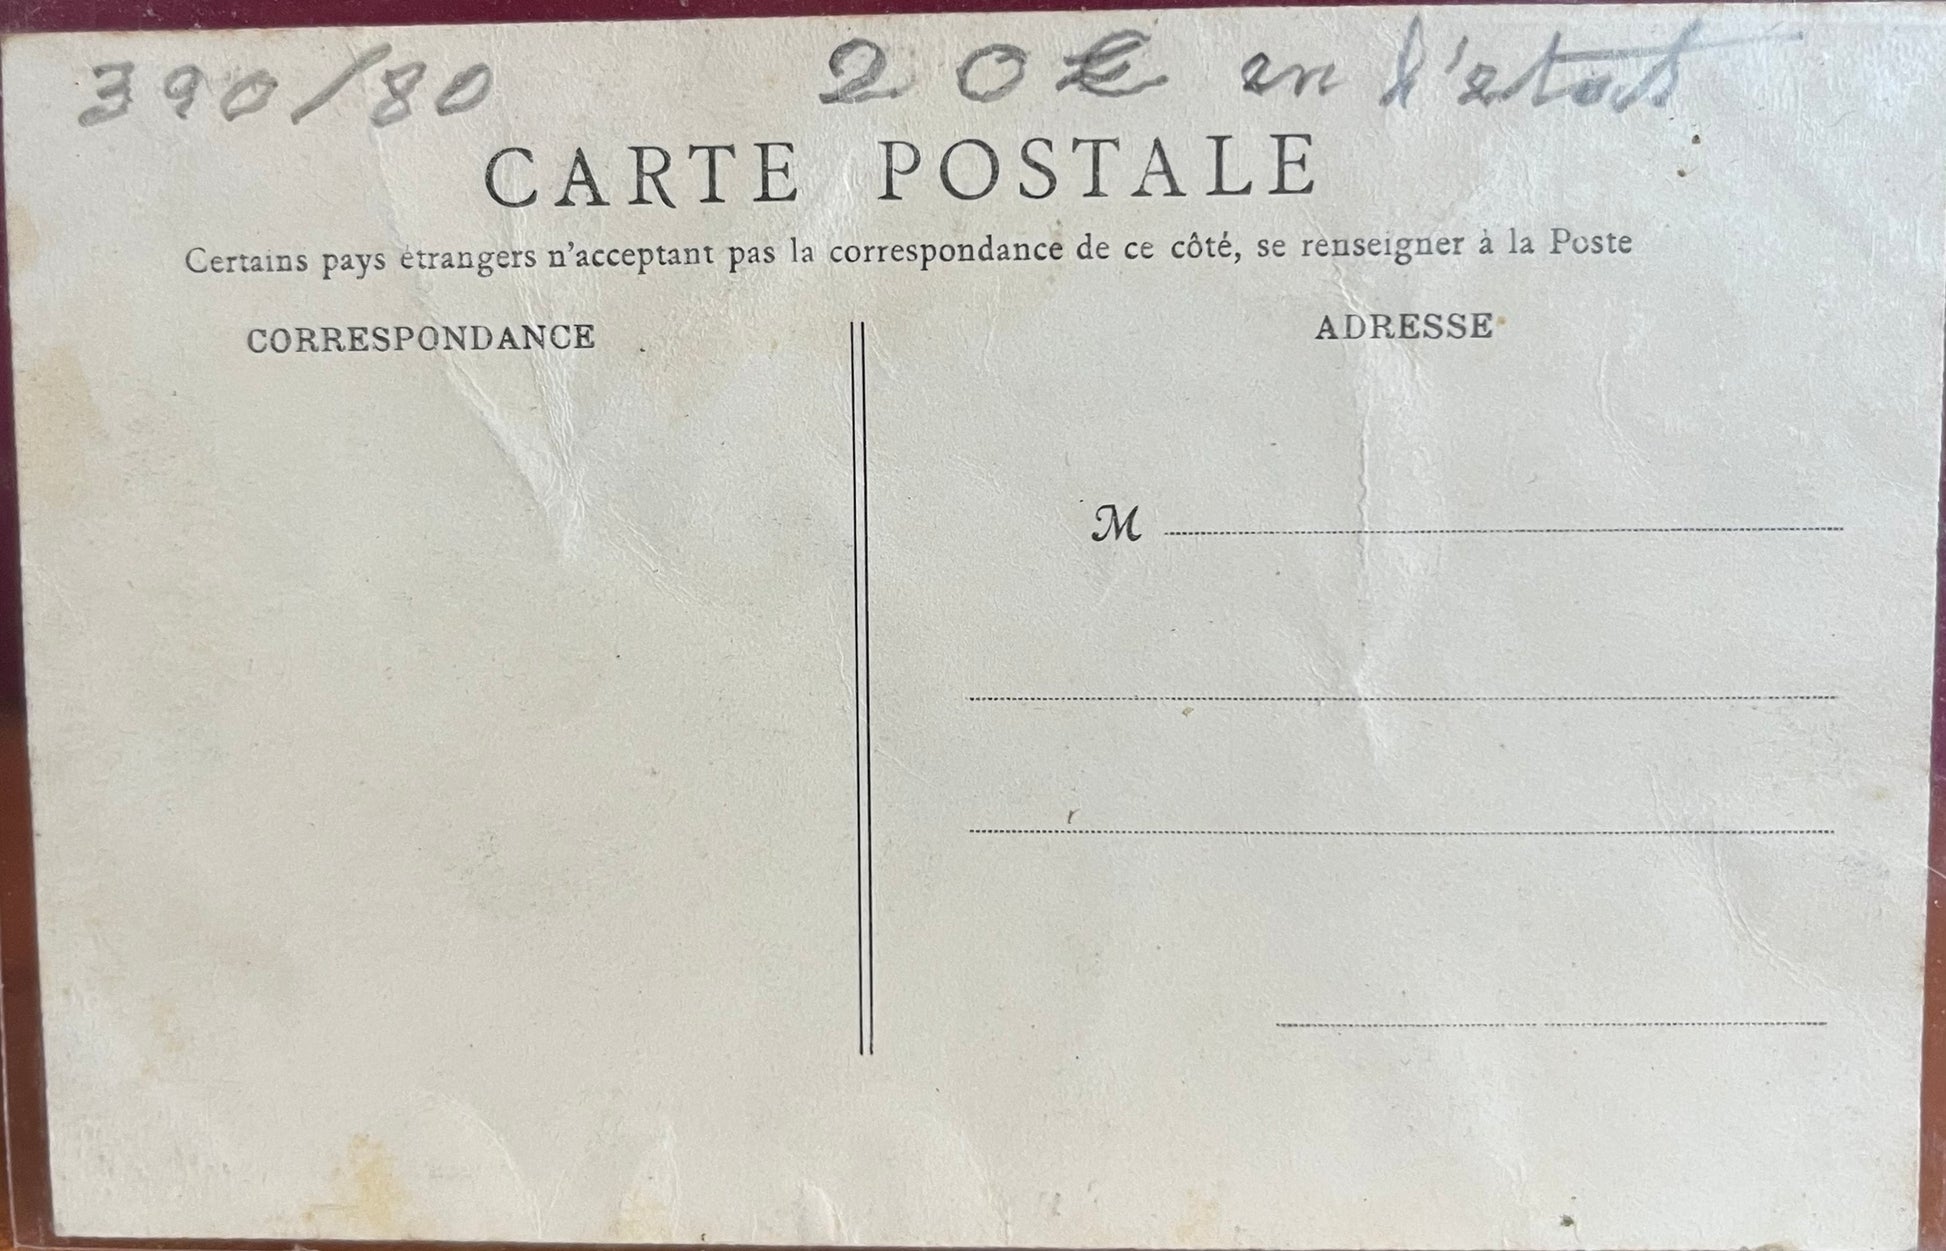 390/80 20 € en l'état
CARTE POSTALE
Certains pays étrangers n'acceptant pas la correspondance de ce côté, se renseigner à la Poste
CORRESPONDANCE
ADRESSE
M